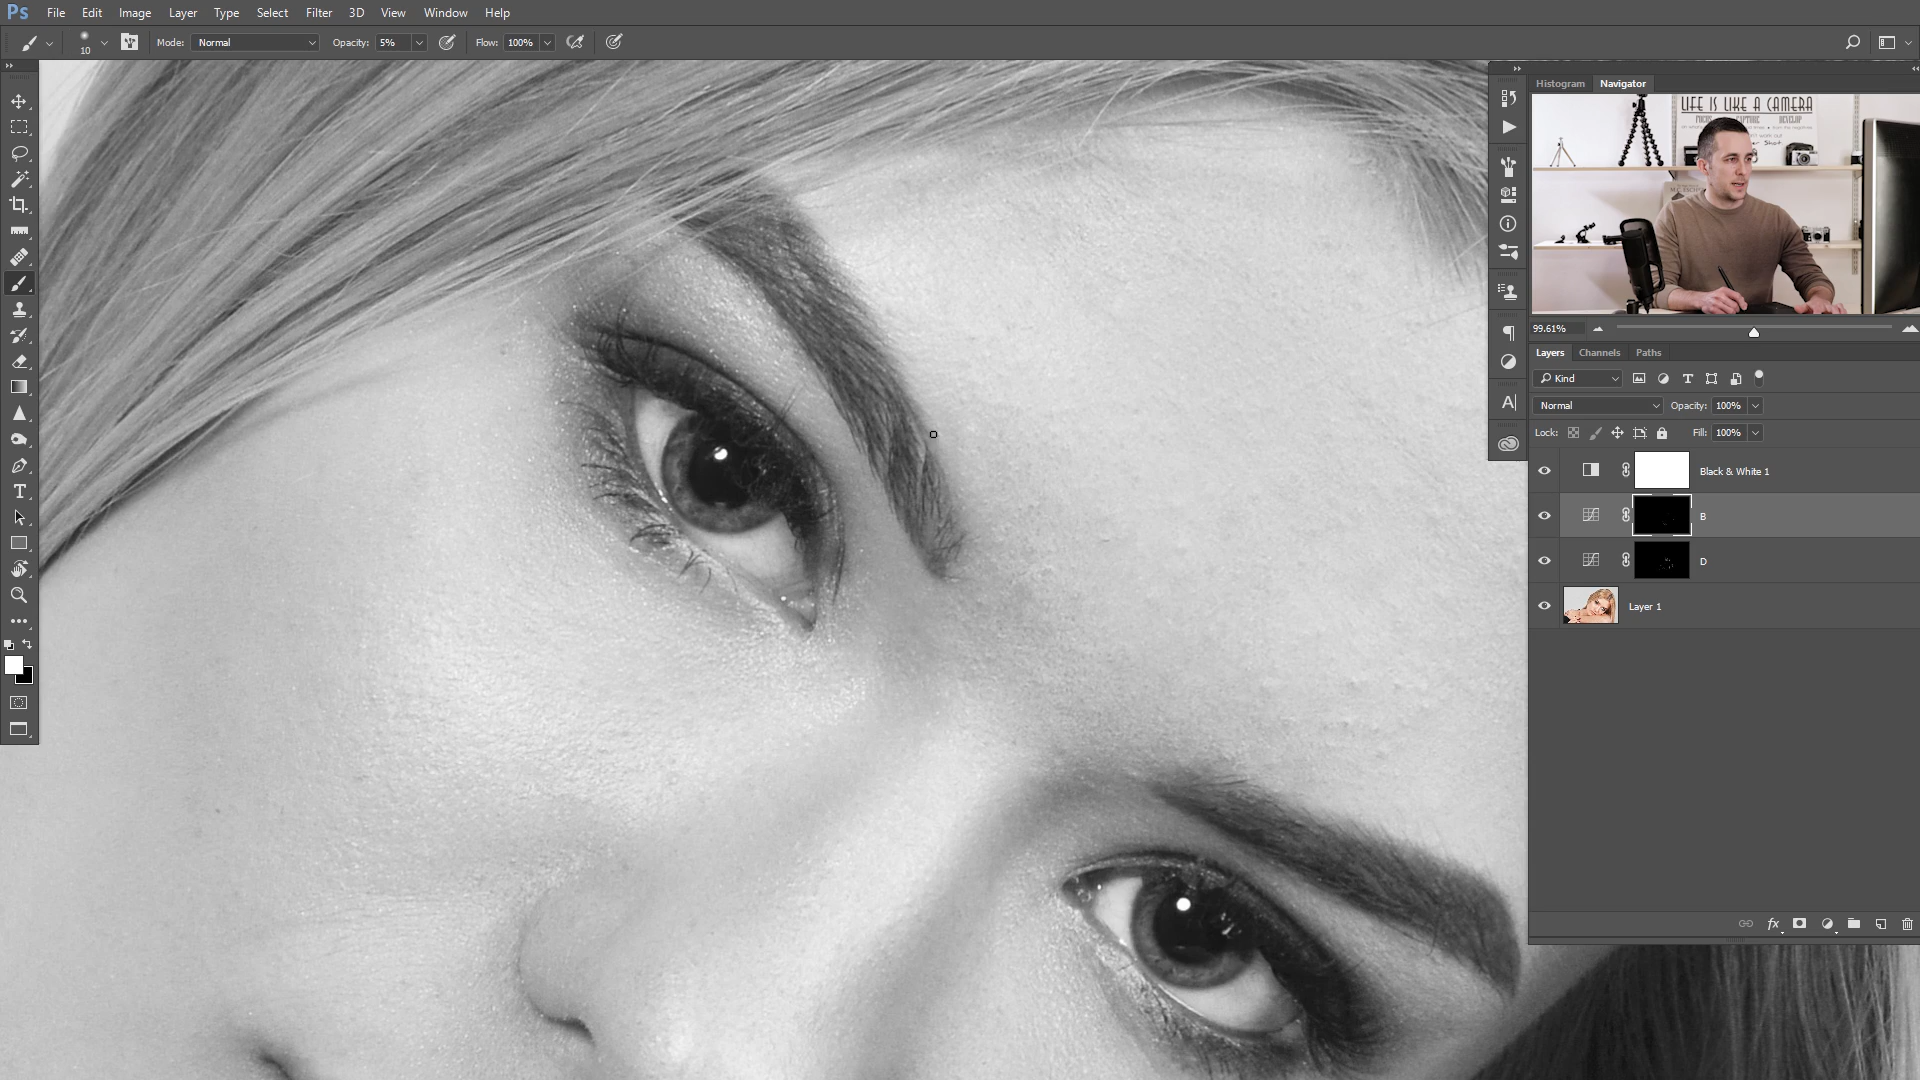 Ps File Edit Image Layer Type Select Filter 3D View Window Help
10 Mode: Normal Opacity: 5% Flow: 100%
Histogram Navigator
LIFE IS LIKE A CAMERA
99.61%
Layers Channels Paths
Kind
Normal Opacity: 100%
Lock: Fill: 100%
Black & White 1
B
D
Layer 1
fx